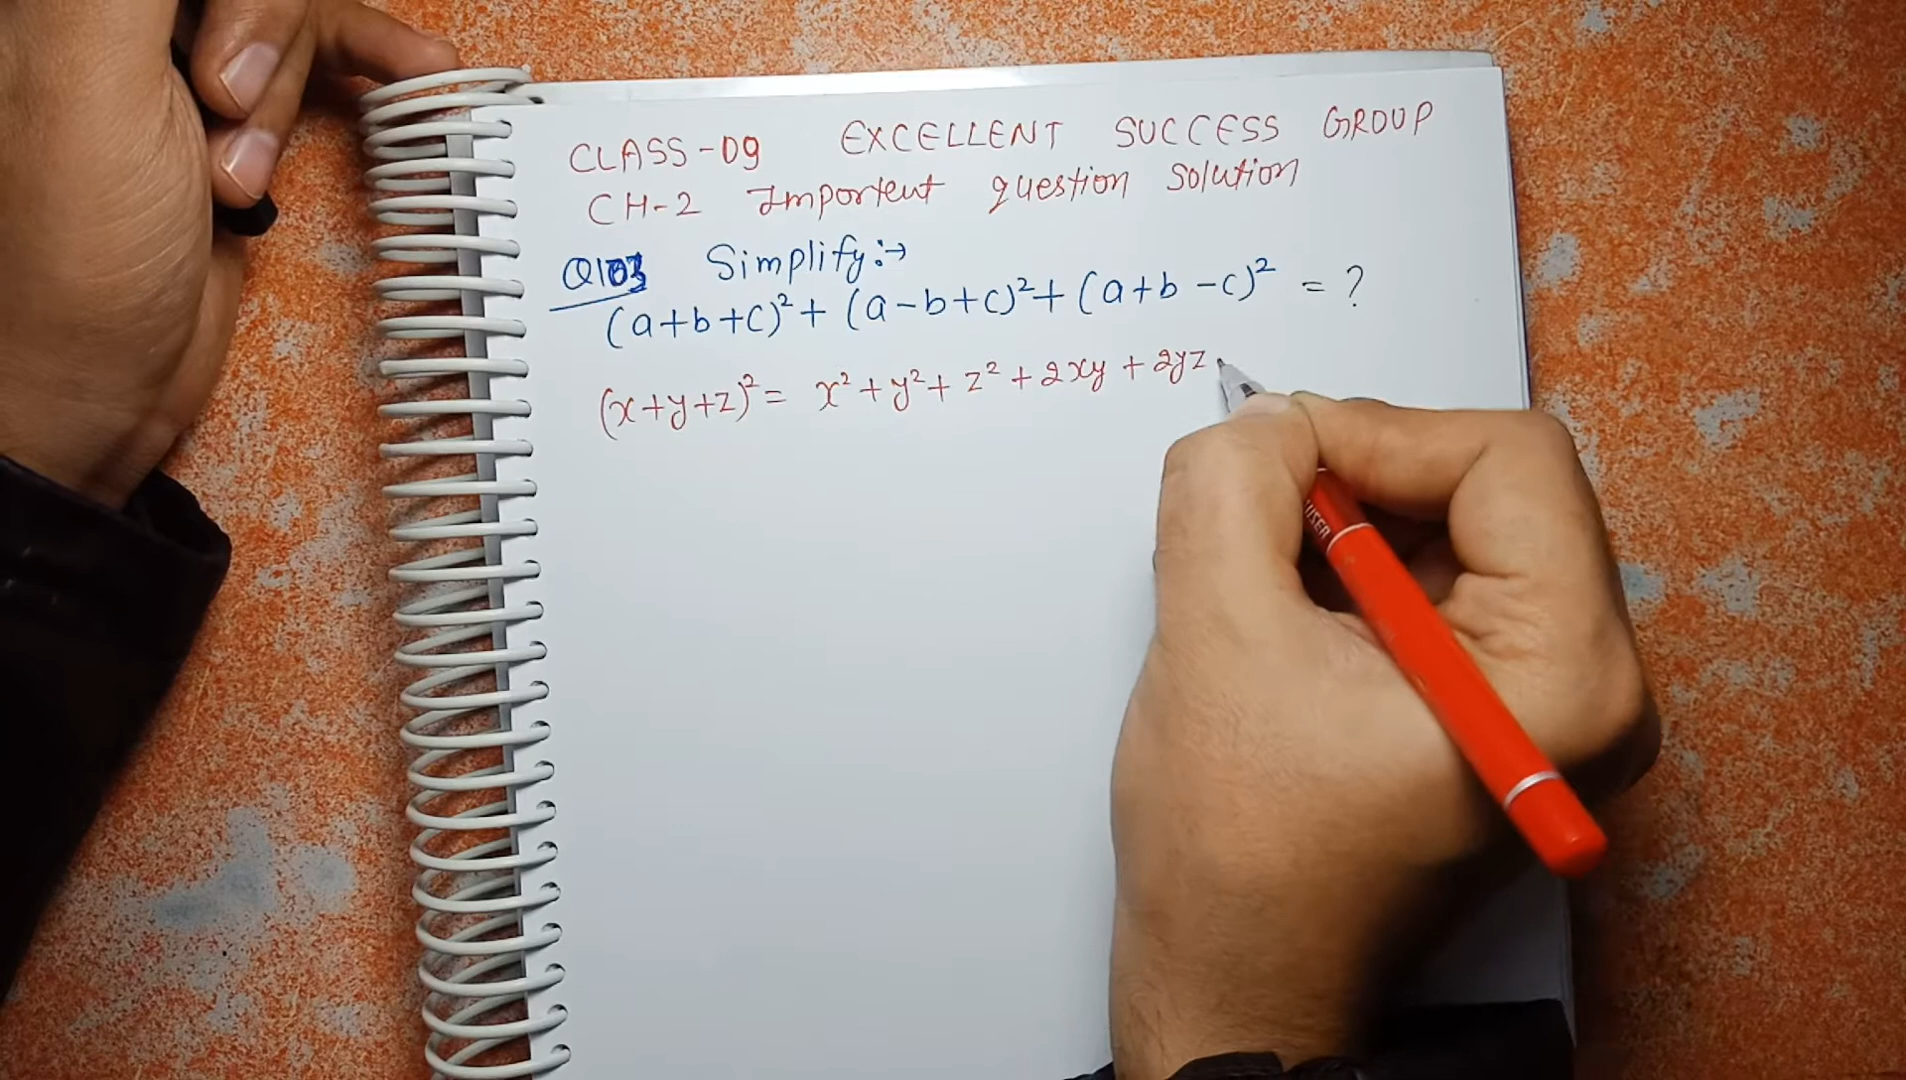 CLASS-09 EXCELLENT SUCCESS GROUP
CH-2 Importent question solution
Q103 Simplify:→
(a+b+c)²+(a-b+c)²+(a+b-c)² = ?
(x+y+z)²= x²+y²+z²+2xy+2yz
USER